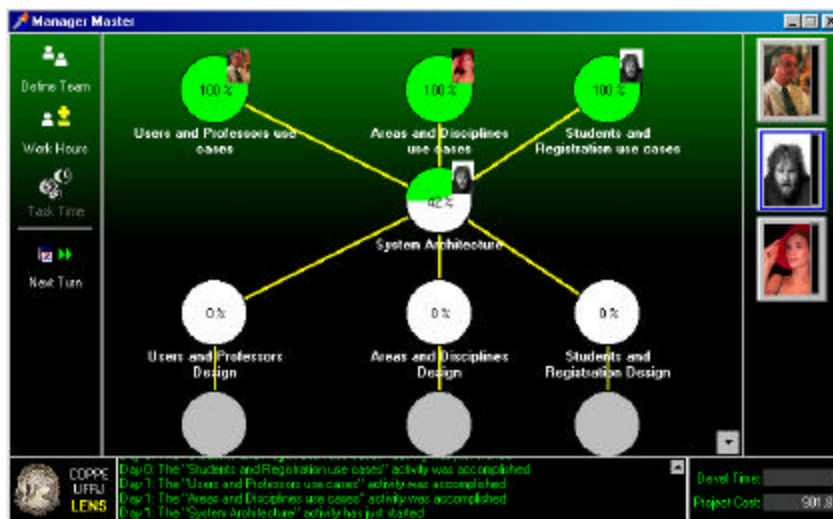 Manager Master
Define Team
Work Hours
Task Time
Next Turn
100 %
100 %
100 %
Users and Professors use
cases
Areas and Disciplines
use cases
Students and
Registration use cases
42 %
System Architecture
0 %
0 %
0 %
Users and Professors
Design
Areas and Disciplines
Design
Students and
Registration Design
COPPE
UFRJ
LENS
Day 0: The "Students and Registration use cases" activity was accomplished
Day 1: The "Users and Professors use cases" activity was accomplished
Day 1: The "Areas and Disciplines use cases" activity was accomplished
Day 1: The "System Architecture" activity has just started
Devel Time:
Project Cost:
901,8